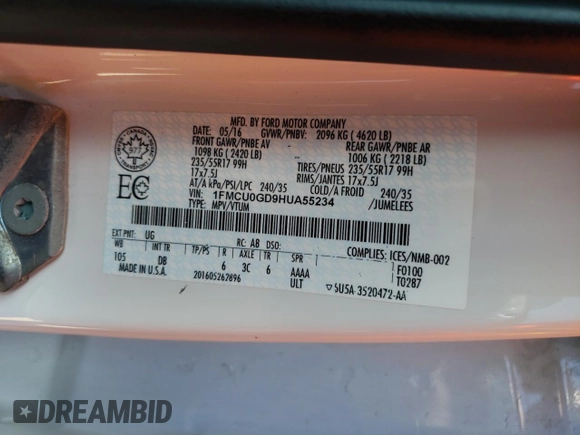 MFD. BY FORD MOTOR COMPANY
DATE: 05/16 GVWR/PNBV: 2096 KG ( 4620 LB)
FRONT GAWR/PNBE AV REAR GAWR/PNBE AR
1098 KG ( 2420 LB) 1006 KG ( 2218 LB)
235/55R17 99H TIRES/PNEUS 235/55R17 99H
17x7.5J RIMS/JANTES 17x7.5J
AT/A kPa/PSI/LPC 240/35 COLD/A FROID 240/35
VIN: 1FMCU0GD9HUA55234 /JUMELEES
TYPE: MPV/VTUM
CANADA
977
EC
EXT PNT: UG RC: AB DSO: COMPLIES: ICES/NMB-002
WB INT TR TP/PS R AXLE TR SPR F0100
105 DB 6 3C 6 AAAA T0287
MADE IN U.S.A. 201605262896 ULT 5U5A-3520472-AA
DREAMBID